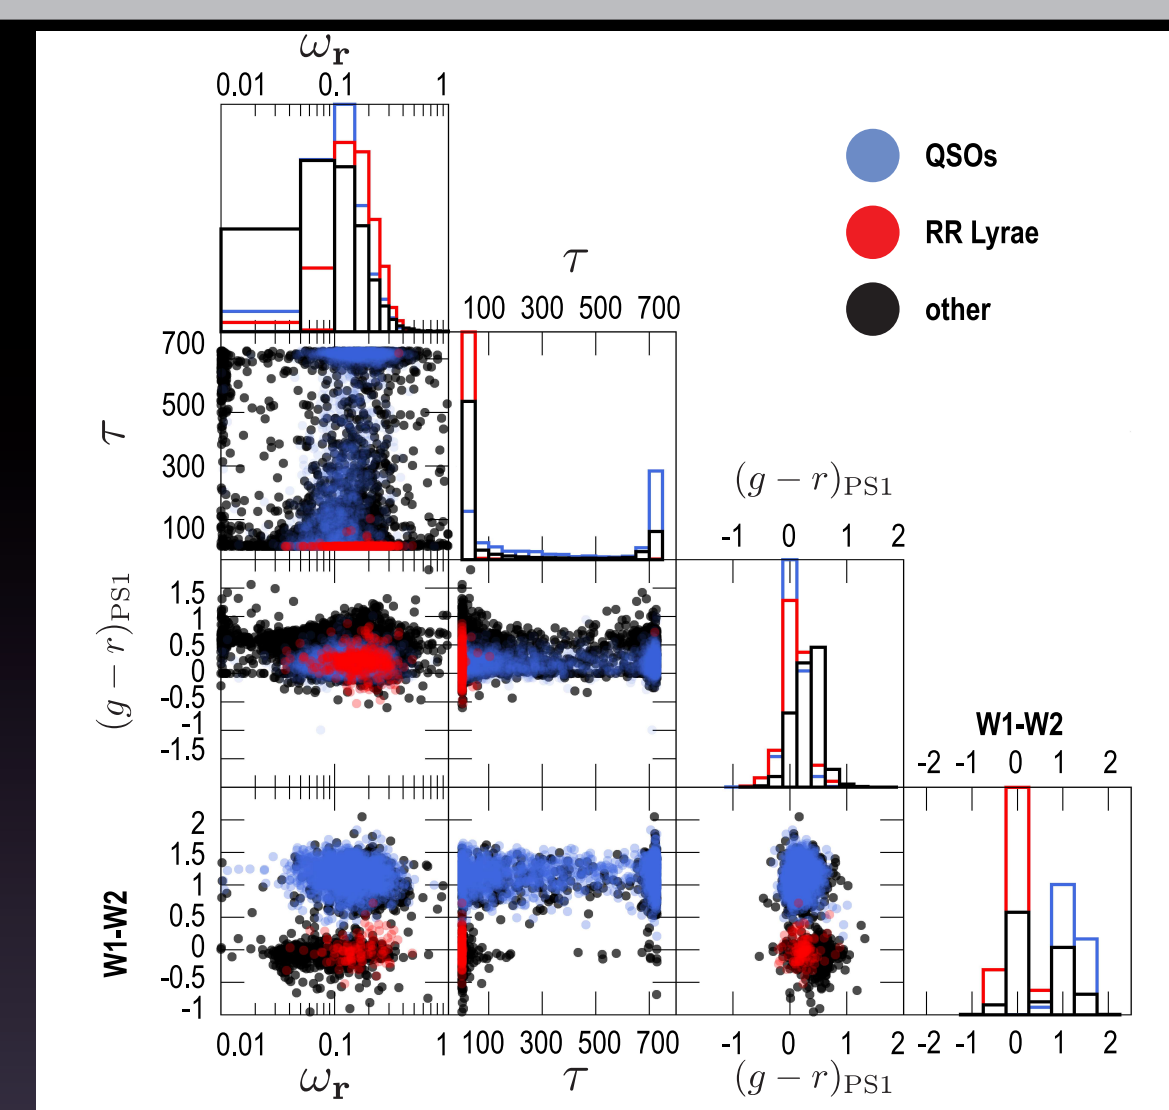 ω_r
0.01 0.1 1
QSOs
RR Lyrae
other
τ
100 300 500 700
700
500
300
100
τ
(g − r)_PS1
-1 0 1 2
1.5
1
0.5
0
-0.5
-1
-1.5
(g − r)_PS1
W1-W2
-2 -1 0 1 2
2
1.5
1
0.5
0
-0.5
-1
W1-W2
0.01 0.1 1 100 300 500 700 -1 0 1 2 -2 -1 0 1 2
ω_r τ (g − r)_PS1